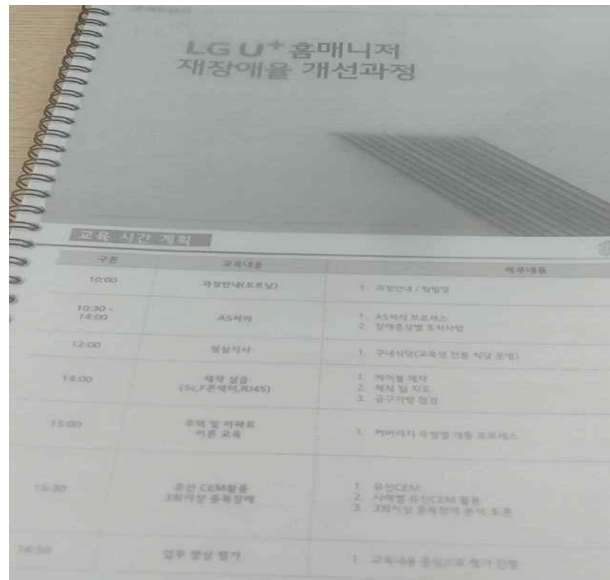 LG U+홈매니저
재장애율 개선과정
교육 시간 계획
구분 교육내용 세부내용
10:00 과정안내(오프닝) 1. 과정안내 / 팀빌딩
10:30 ~ 14:00 AS처리 1. AS처리 프로세스
2. 장애증상별 조치사항
12:00 점심식사 1. 구내식당(교육생 전용 식당 운영)
14:00 제작 실습 1. 케이블 제작
(5c,F콘넥터,RJ45) 2. 제작 및 지도
3. 공구가방 점검
15:00 주택 및 아파트
이론 교육 1. 커버리지 유형별 개통 프로세스
15:30 유선 CEM활용 1. 유선CEM
3회이상 중복장애 2. 사례별 유선CEM 활용
3. 3회이상 중복장애 분석 토론
16:50 업무 향상 평가 1. 교육내용 중심으로 평가 진행